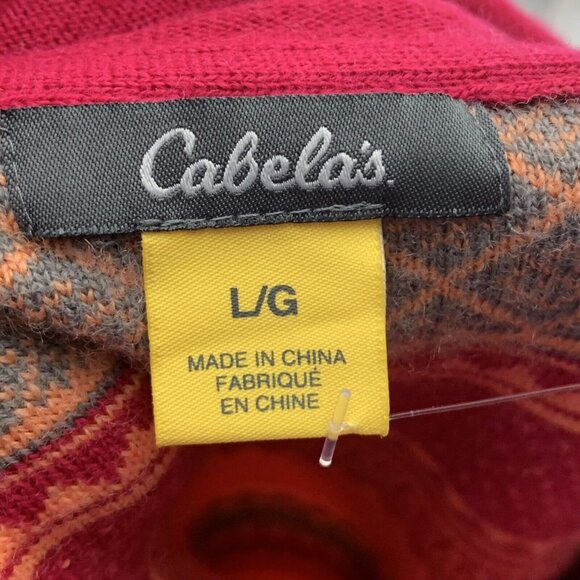 Cabela's.
L/G
MADE IN CHINA
FABRIQUÉ
EN CHINE